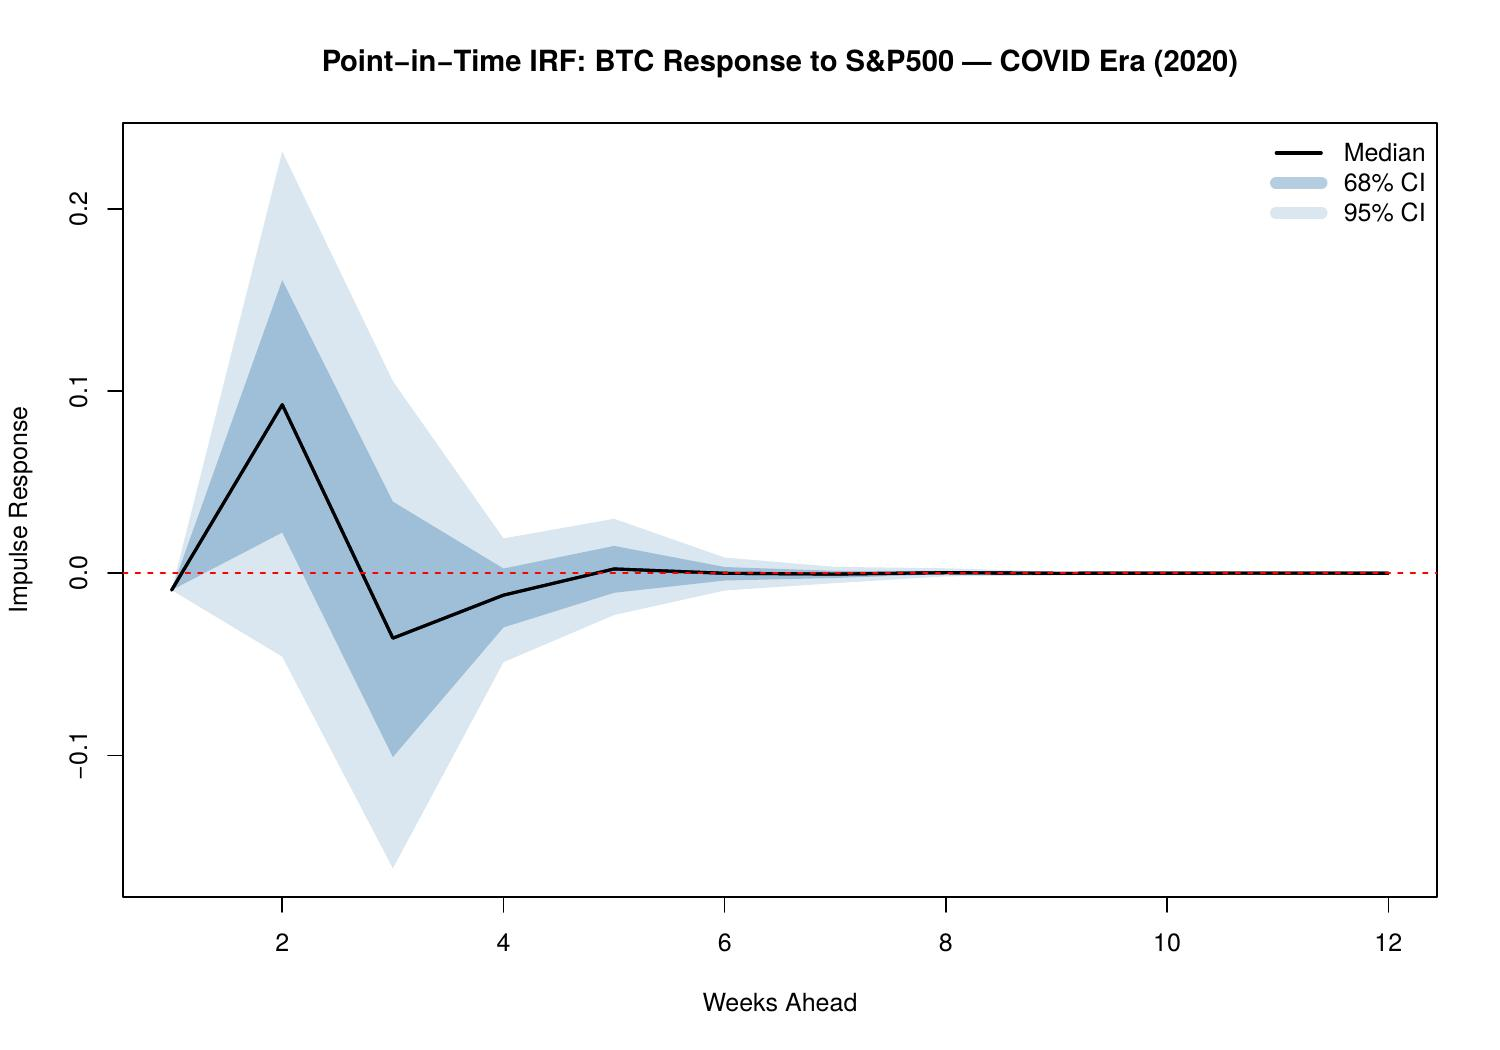 Point−in−Time IRF: BTC Response to S&P500 — COVID Era (2020)
Median
68% CI
95% CI
Impulse Response
0.2
0.1
0.0
−0.1
2 4 6 8 10 12
Weeks Ahead